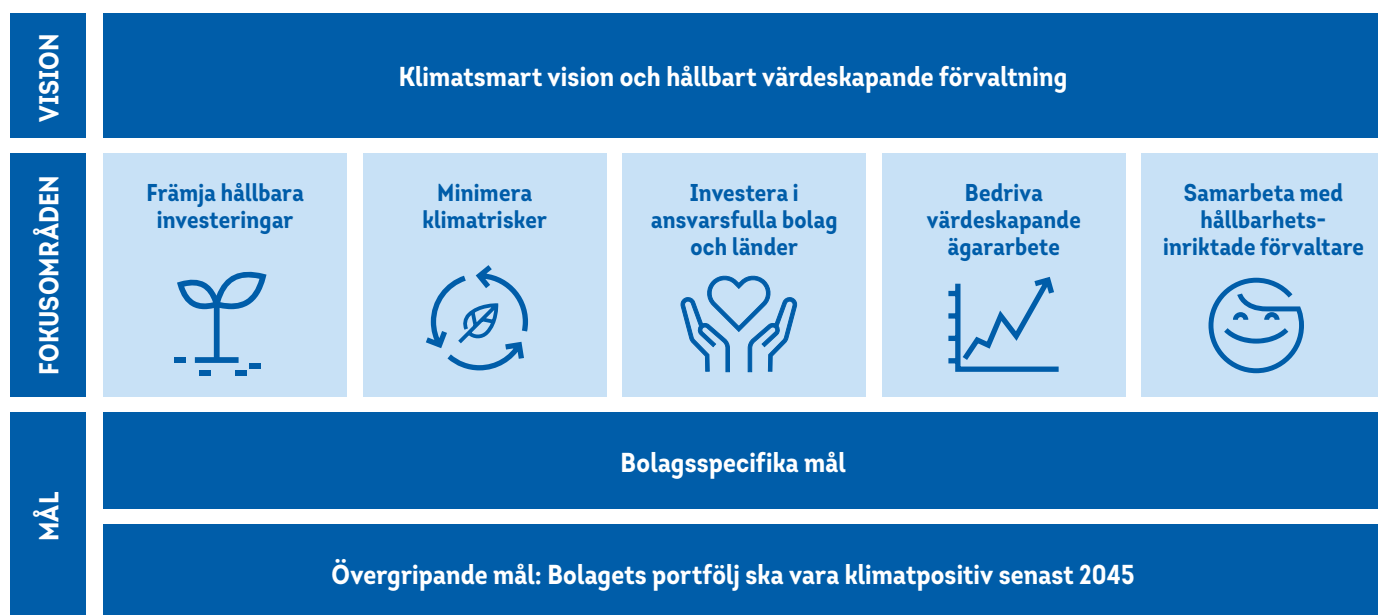 VISION
Klimatsmart vision och hållbart värdeskapande förvaltning
FOKUSOMRÅDEN
Främja hållbara
investeringar
Minimera
klimatrisker
Investera i
ansvarsfulla bolag
och länder
Bedriva
värdeskapande
ägararbete
Samarbeta med
hållbarhets-
inriktade förvaltare
MÅL
Bolagsspecifika mål
Övergripande mål: Bolagets portfölj ska vara klimatpositiv senast 2045